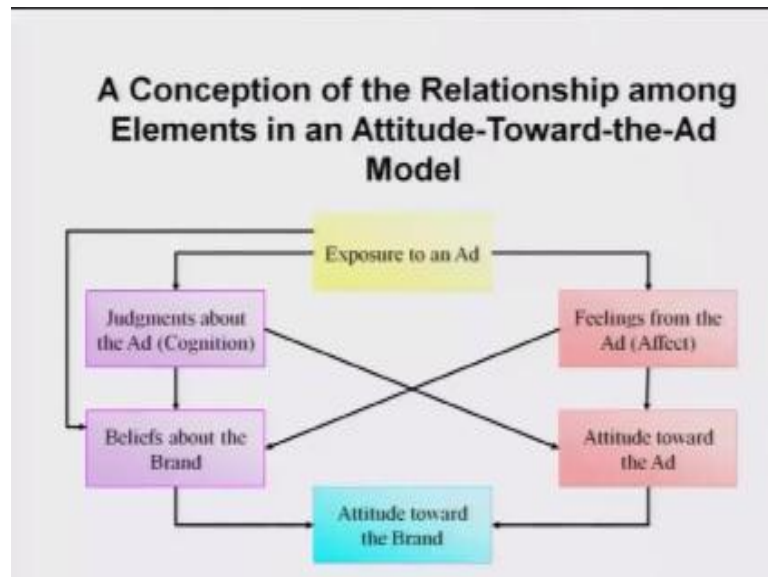 A Conception of the Relationship among
Elements in an Attitude-Toward-the-Ad
Model
Exposure to an Ad
Judgments about
the Ad (Cognition)
Feelings from the
Ad (Affect)
Beliefs about the
Brand
Attitude toward
the Ad
Attitude toward
the Brand